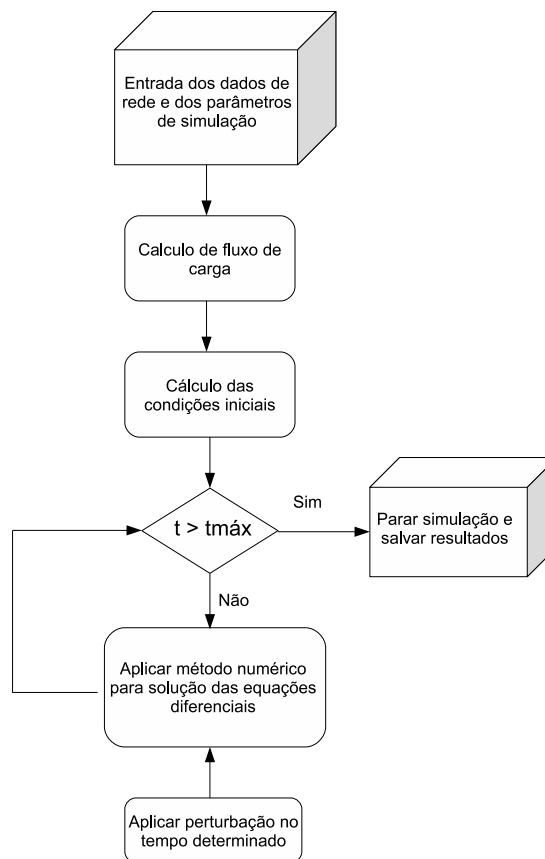 Entrada dos dados de
rede e dos parâmetros
de simulação
Calculo de fluxo de
carga
Cálculo das
condições iniciais
t > tmáx
Sim
Parar simulação e
salvar resultados
Não
Aplicar método numérico
para solução das equações
diferenciais
Aplicar perturbação no
tempo determinado